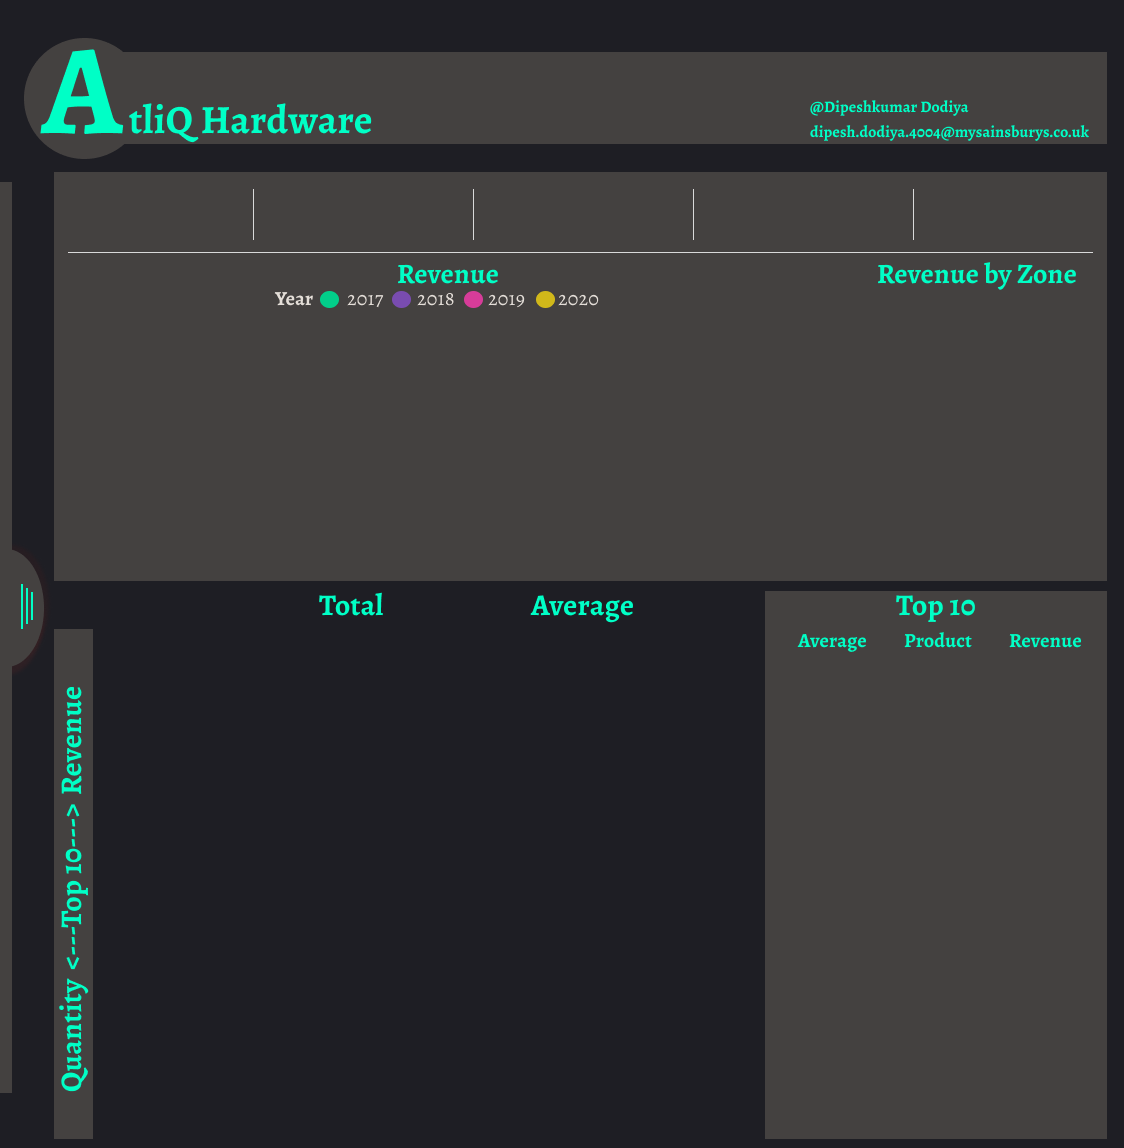 AtliQ Hardware
@Dipeshkumar Dodiya
dipesh.dodiya.4004@mysainsburys.co.uk
Revenue
Revenue by Zone
Year 2017 2018 2019 2020
Total
Average
Top 10
Average
Product
Revenue
Quantity <---Top 10---> Revenue